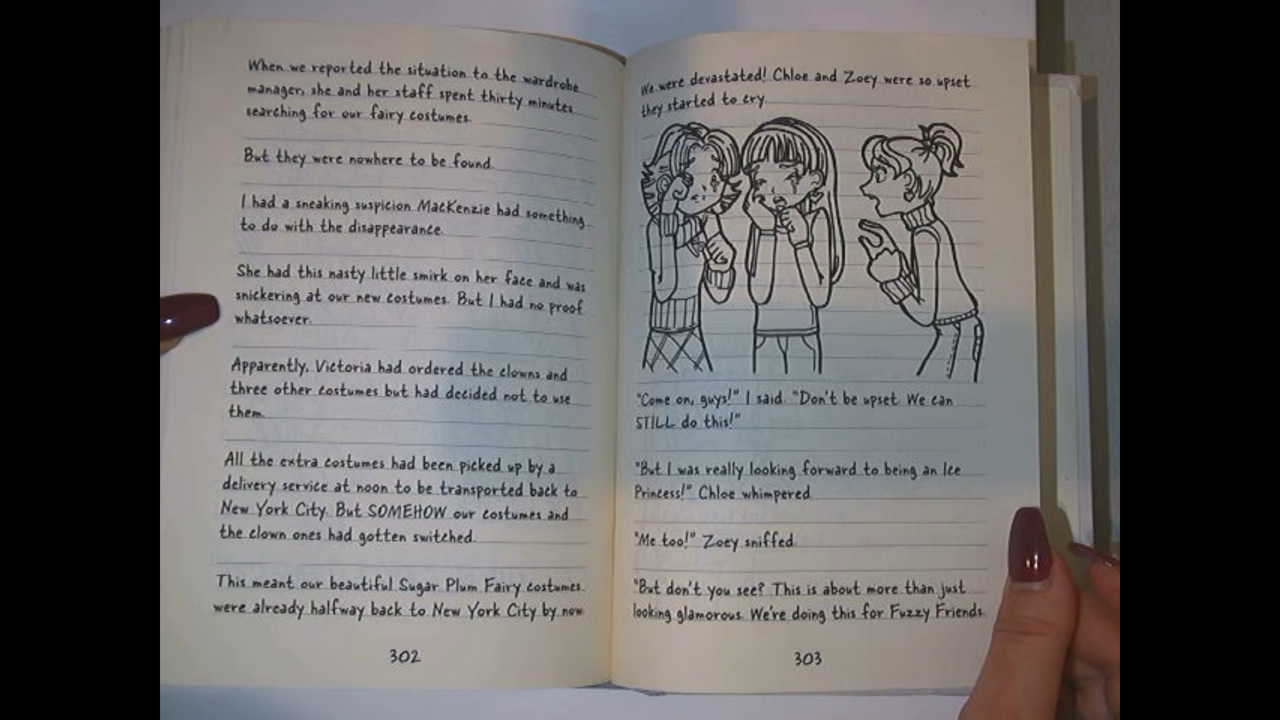 When we reported the situation to the wardrobe
manager, she and her staff spent thirty minutes
searching for our fairy costumes.
But they were nowhere to be found.
I had a sneaking suspicion MacKenzie had something
to do with the disappearance.
She had this nasty little smirk on her face and was
snickering at our new costumes. But I had no proof
whatsoever.
Apparently, Victoria had ordered the clowns and
three other costumes but had decided not to use
them.
All the extra costumes had been picked up by a
delivery service at noon to be transported back to
New York City. But SOMEHOW our costumes and
the clown ones had gotten switched.
This meant our beautiful Sugar Plum Fairy costumes
were already halfway back to New York City by now.
302
We were devastated! Chloe and Zoey were so upset
they started to cry.
"Come on, guys!" I said. "Don't be upset. We can
STILL do this!"
"But I was really looking forward to being an Ice
Princess!" Chloe whimpered.
"Me too!" Zoey sniffed.
"But don't you see? This is about more than just
looking glamorous. We're doing this for Fuzzy Friends.
303